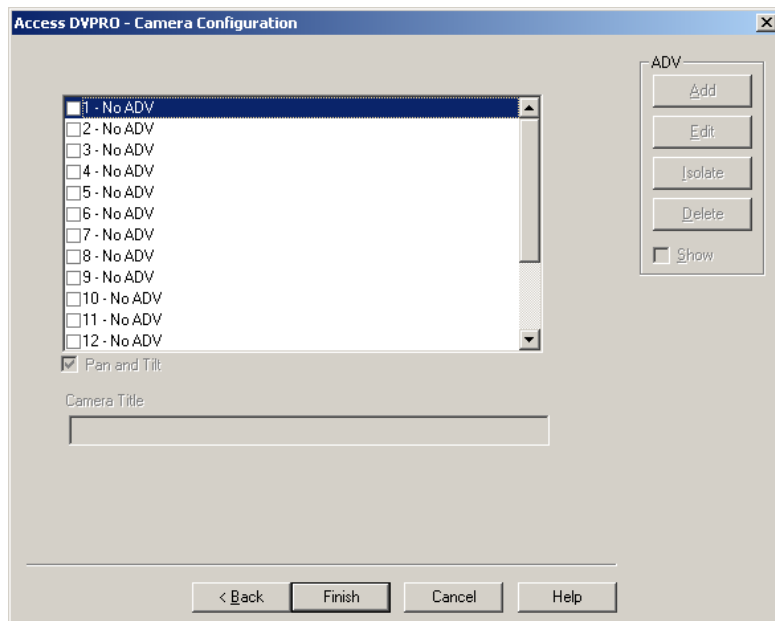 Access DVPRO - Camera Configuration
1 - No ADV
2 - No ADV
3 - No ADV
4 - No ADV
5 - No ADV
6 - No ADV
7 - No ADV
8 - No ADV
9 - No ADV
10 - No ADV
11 - No ADV
12 - No ADV
Pan and Tilt
Camera Title
ADV
Add
Edit
Isolate
Delete
Show
< Back
Finish
Cancel
Help